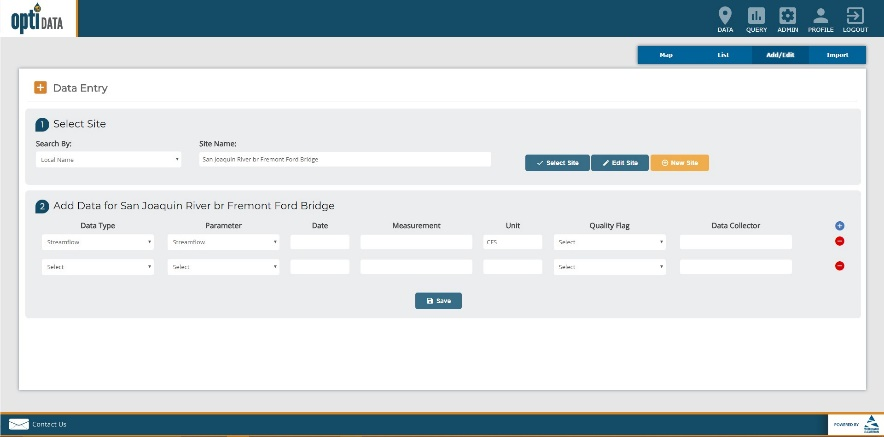 opti DATA
DATA QUERY ADMIN PROFILE LOGOUT
Map List Add/Edit Import
Data Entry
1 Select Site
Search By: Site Name:
Local Name San Joaquin River br Fremont Ford Bridge Select Site Edit Site New Site
2 Add Data for San Joaquin River br Fremont Ford Bridge
Data Type Parameter Date Measurement Unit Quality Flag Data Collector
Streamflow Streamflow CFS Select
Select Select Select
Save
Contact Us
POWERED BY